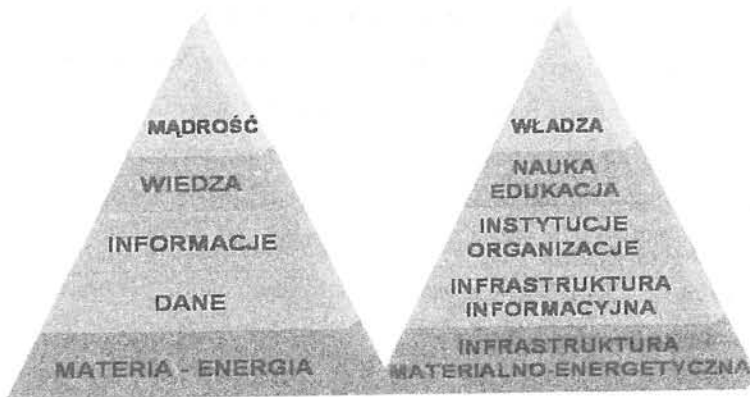 MĄDROŚĆ
WIEDZA
INFORMACJE
DANE
MATERIA - ENERGIA
WŁADZA
NAUKA
EDUKACJA
INSTYTUCJE
ORGANIZACJE
INFRASTRUKTURA
INFORMACYJNA
INFRASTRUKTURA
MATERIALNO-ENERGETYCZNA